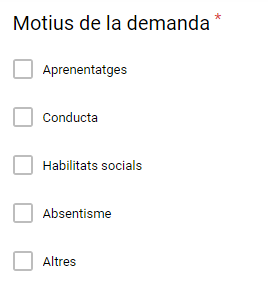 Motius de la demanda *
Aprenentatges
Conducta
Habilitats socials
Absentisme
Altres